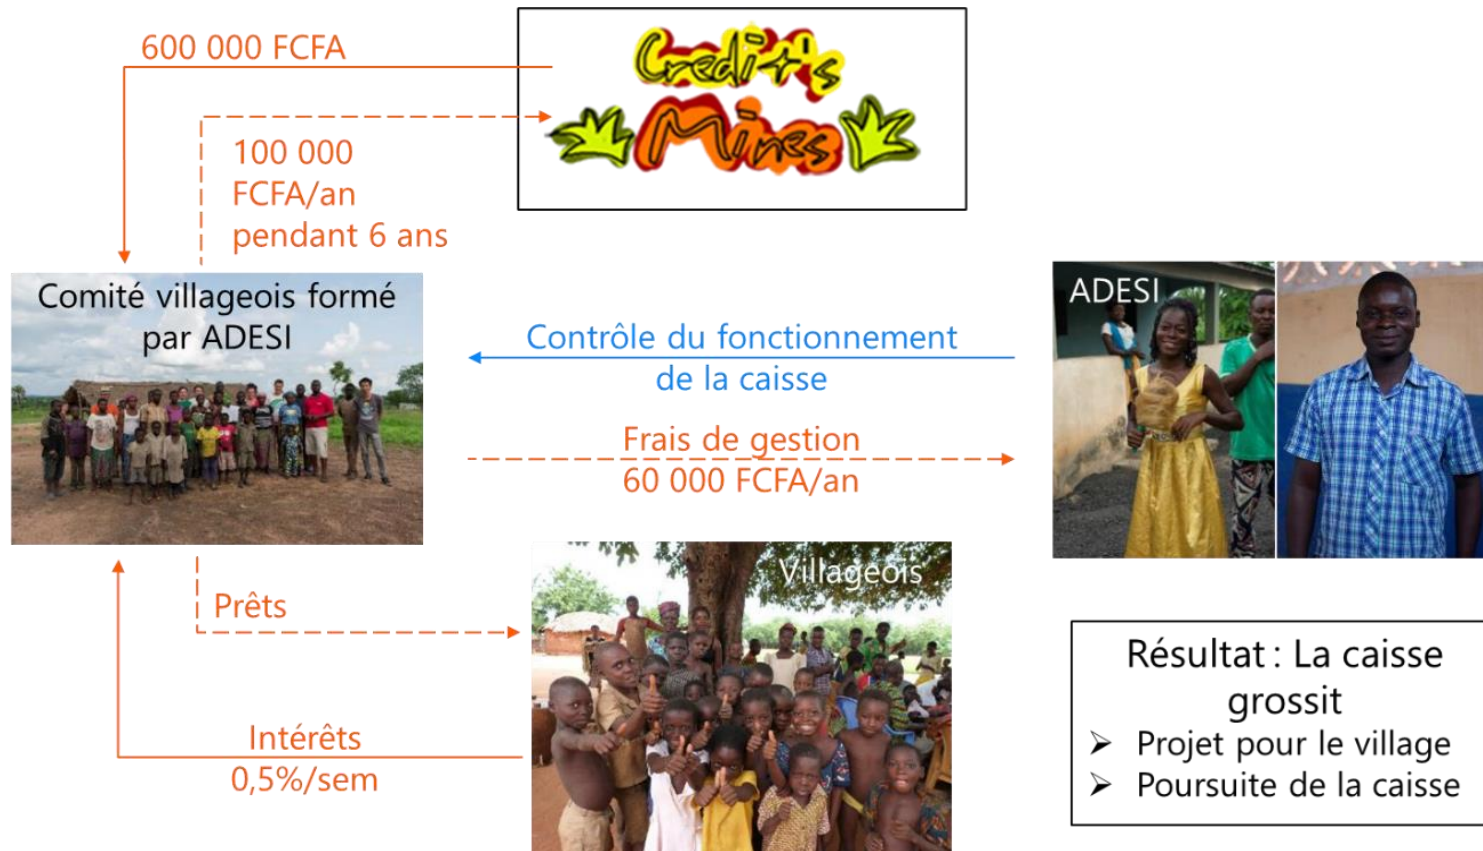 600 000 FCFA
Credit's
Mines
100 000
FCFA/an
pendant 6 ans
Comité villageois formé
par ADESI
Contrôle du fonctionnement
de la caisse
ADESI
Frais de gestion
60 000 FCFA/an
Villageois
Prêts
Intérêts
0,5%/sem
Résultat : La caisse
grossit
➢ Projet pour le village
➢ Poursuite de la caisse